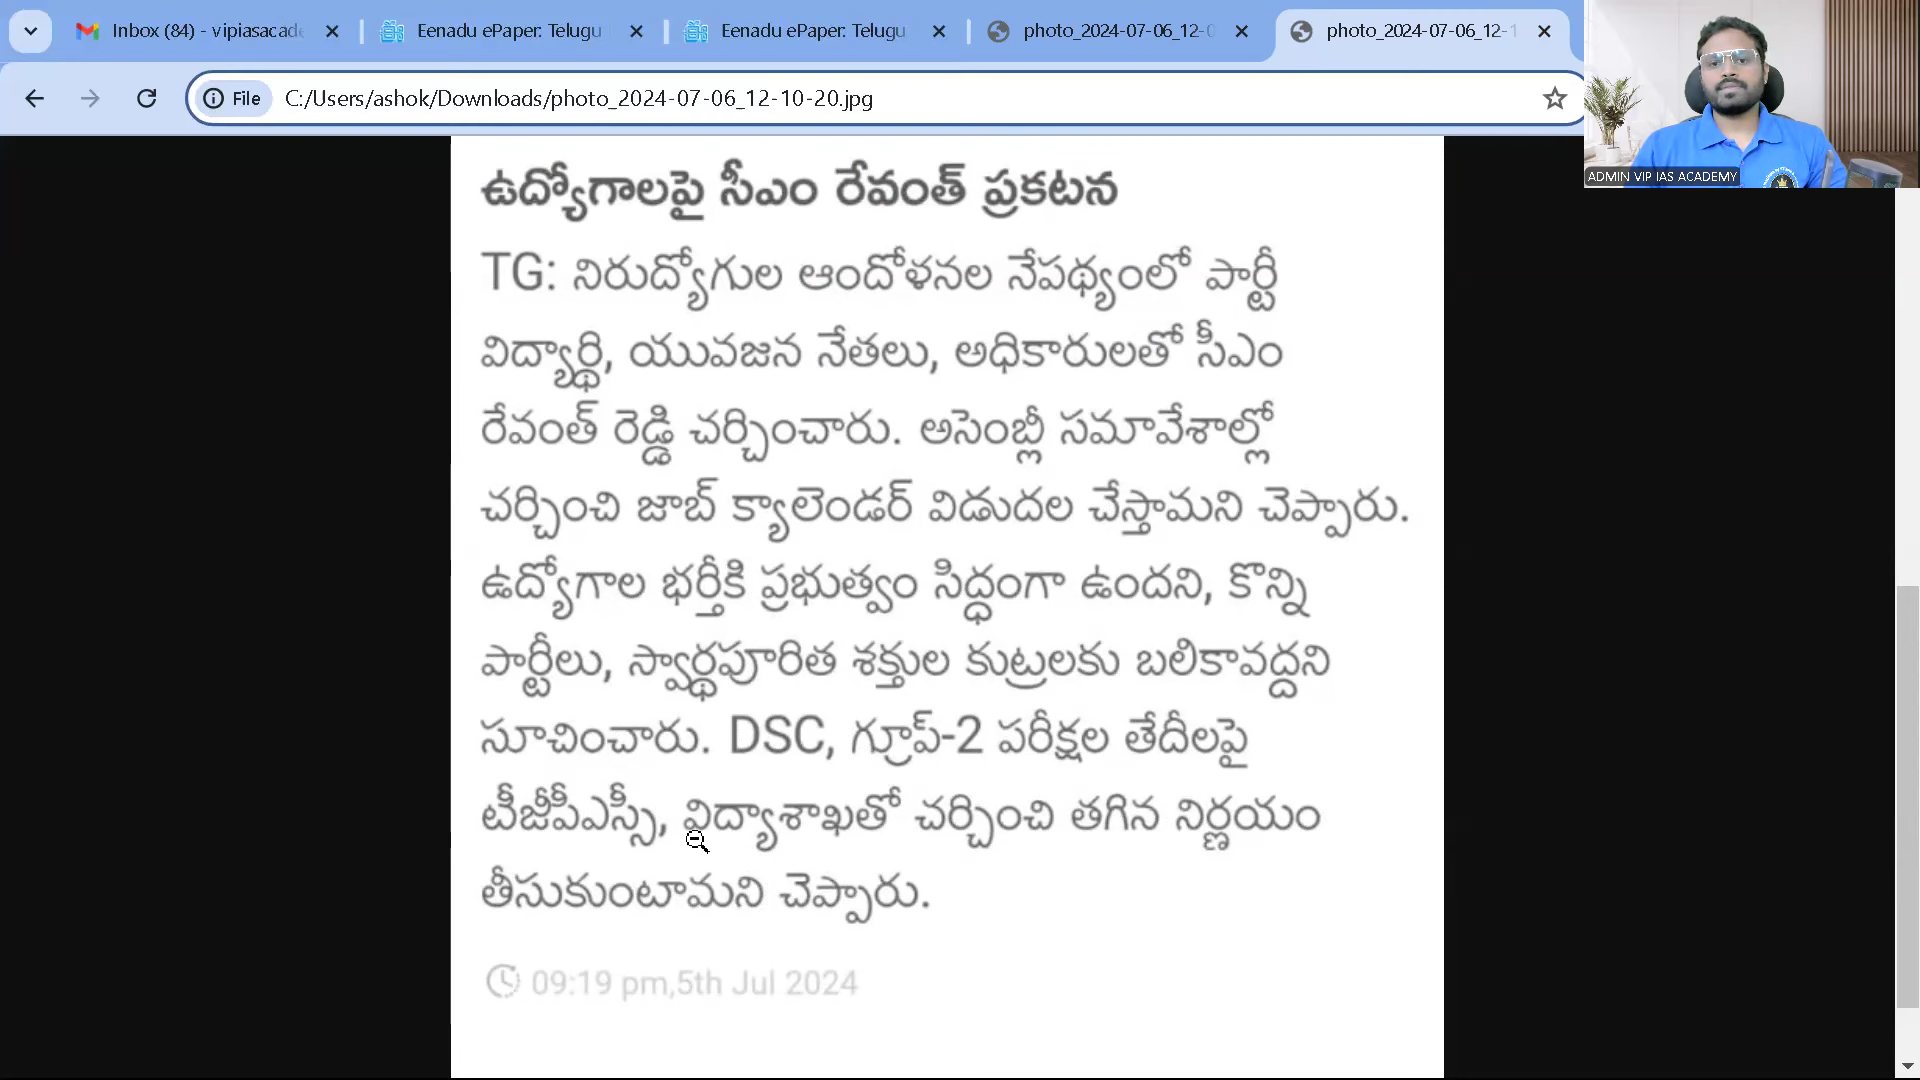 Inbox (84) - vipiasacade
Eenadu ePaper: Telugu
Eenadu ePaper: Telugu
photo_2024-07-06_12-0
photo_2024-07-06_12-1
File
C:/Users/ashok/Downloads/photo_2024-07-06_12-10-20.jpg
ADMIN VIP IAS ACADEMY
ఉద్యోగాలపై సీఎం రేవంత్ ప్రకటన
TG: నిరుద్యోగుల ఆందోళనల నేపథ్యంలో పార్టీ
విద్యార్థి, యువజన నేతలు, అధికారులతో సీఎం
రేవంత్ రెడ్డి చర్చించారు. అసెంబ్లీ సమావేశాల్లో
చర్చించి జాబ్ క్యాలెండర్ విడుదల చేస్తామని చెప్పారు.
ఉద్యోగాల భర్తీకి ప్రభుత్వం సిద్ధంగా ఉందని, కొన్ని
పార్టీలు, స్వార్థపూరిత శక్తుల కుట్రలకు బలికావద్దని
సూచించారు. DSC, గ్రూప్-2 పరీక్షల తేదీలపై
టీజీపీఎస్సీ, విద్యాశాఖతో చర్చించి తగిన నిర్ణయం
తీసుకుంటామని చెప్పారు.
09:19 pm,5th Jul 2024